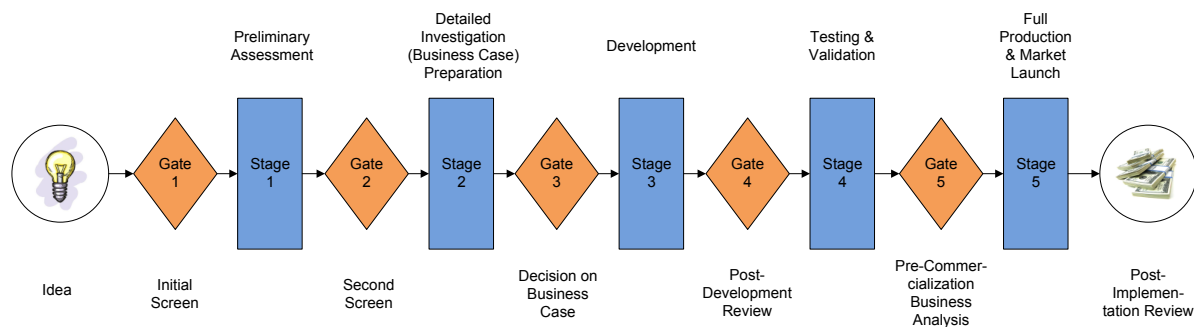 Preliminary
Assessment
Detailed
Investigation
(Business Case)
Preparation
Development
Testing &
Validation
Full
Production
& Market
Launch
Gate
1
Stage
1
Gate
2
Stage
2
Gate
3
Stage
3
Gate
4
Stage
4
Gate
5
Stage
5
Idea
Initial
Screen
Second
Screen
Decision on
Business
Case
Post-
Development
Review
Pre-Commer-
cialization
Business
Analysis
Post-
Implemen-
tation Review